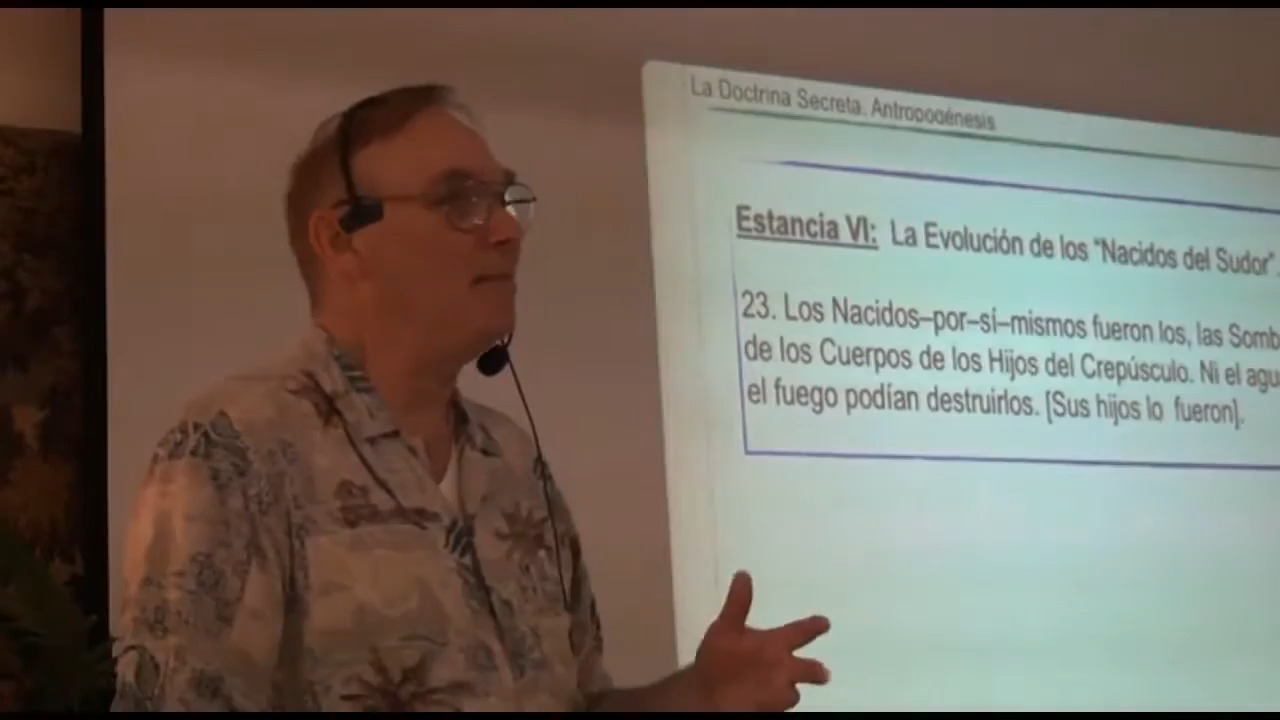 La Doctrina Secreta. Antropogénesis
Estancia VI: La Evolución de los "Nacidos del Sudor".
23. Los Nacidos–por–sí–mismos fueron los, las Somb
de los Cuerpos de los Hijos del Crepúsculo. Ni el agu
el fuego podían destruirlos. [Sus hijos lo fueron].